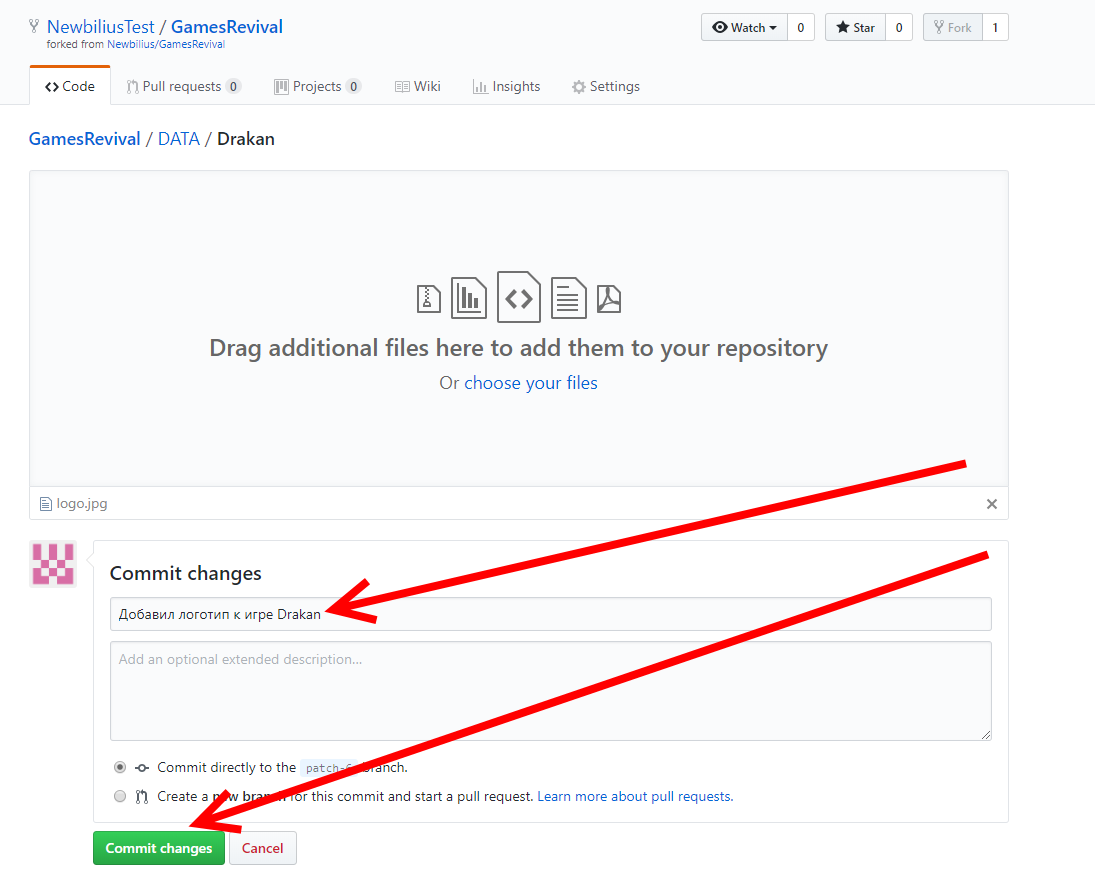 NewbiliusTest / GamesRevival
Watch 0 Star 0 Fork 1
forked from Newbilius/GamesRevival
Code Pull requests 0 Projects 0 Wiki Insights Settings
GamesRevival / DATA / Drakan
Drag additional files here to add them to your repository
Or choose your files
logo.jpg
Commit changes
Добавил логотип к игре Drakan
Add an optional extended description...
Commit directly to the branch.
Create a new branch for this commit and start a pull request. Learn more about pull requests.
Commit changes Cancel